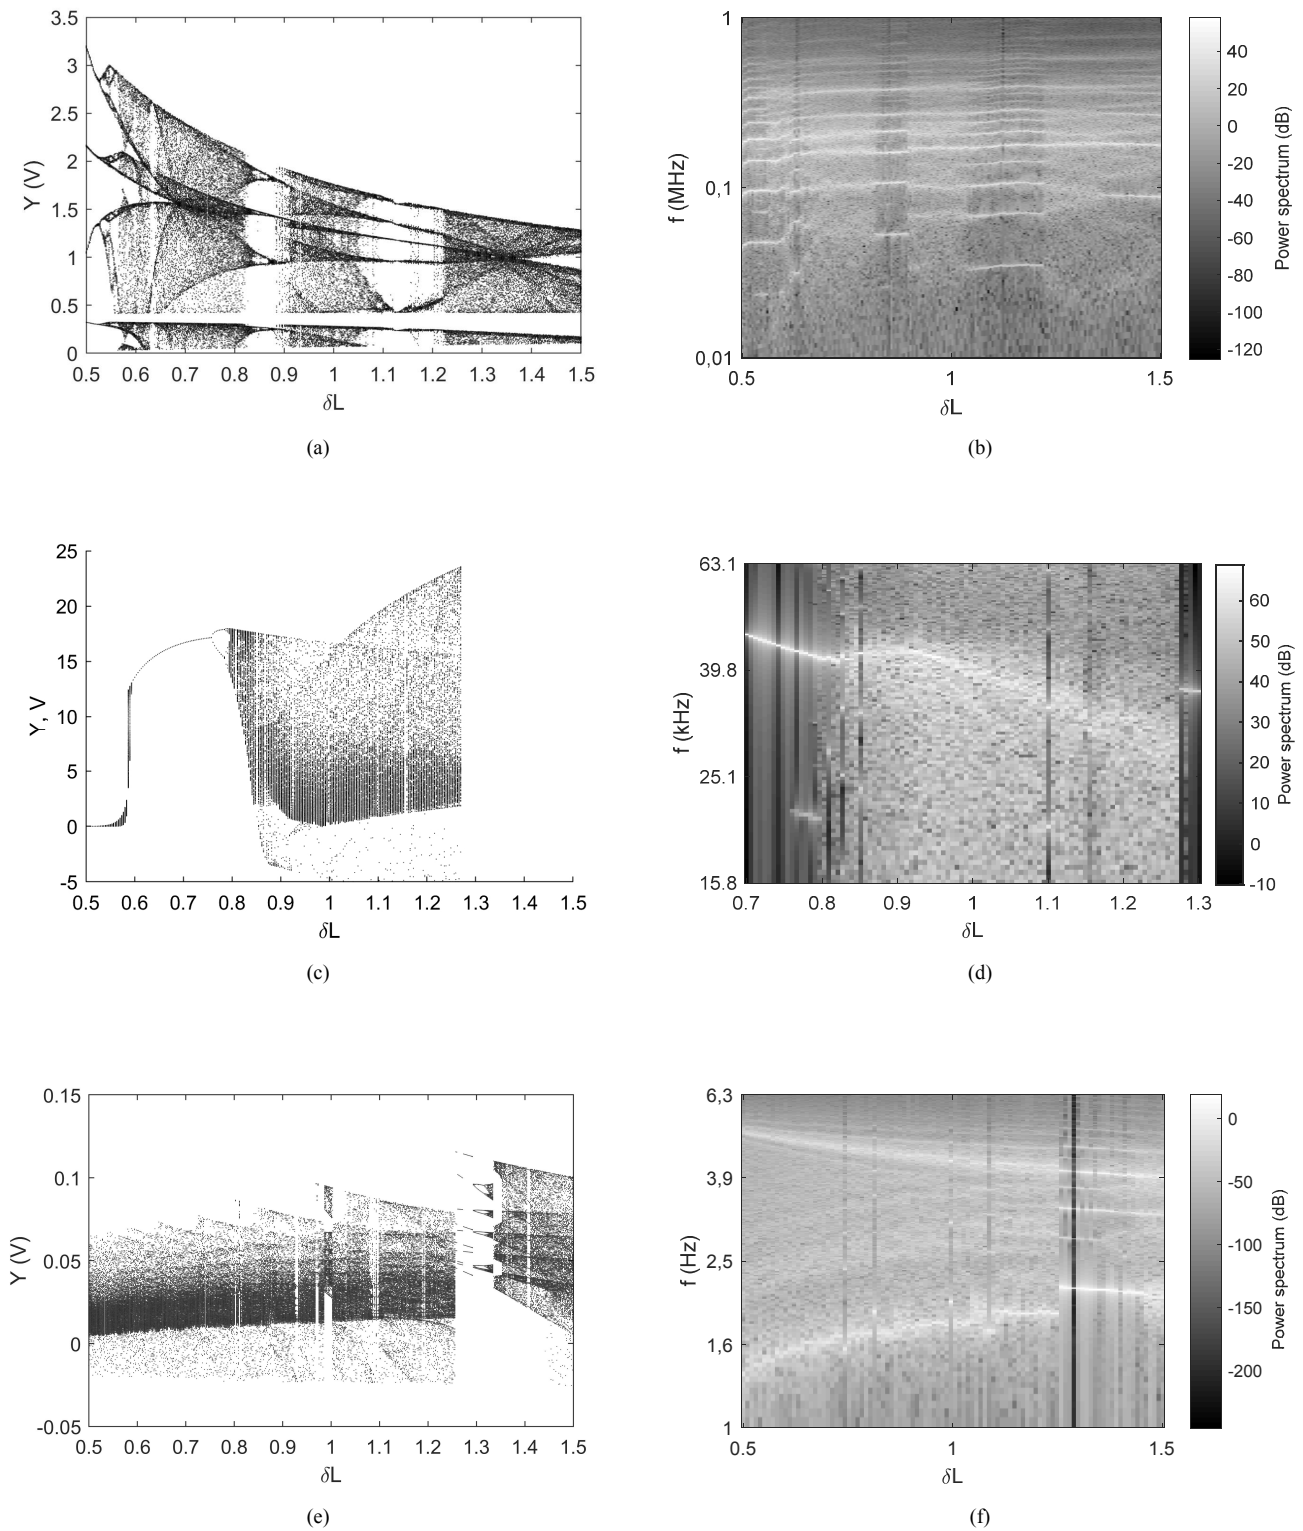 3.5
3
2.5
2
1.5
1
0.5
0
Y (V)
0.5 0.6 0.7 0.8 0.9 1 1.1 1.2 1.3 1.4 1.5
δL
(a)
1
0,1
0,01
f (MHz)
0.5 1 1.5
δL
40
20
0
-20
-40
-60
-80
-100
-120
Power spectrum (dB)
(b)
25
20
15
10
5
0
-5
Y, V
0.5 0.6 0.7 0.8 0.9 1 1.1 1.2 1.3 1.4 1.5
δL
(c)
63.1
39.8
25.1
15.8
f (kHz)
0.7 0.8 0.9 1 1.1 1.2 1.3
δL
60
50
40
30
20
10
0
-10
Power spectrum (dB)
(d)
0.15
0.1
0.05
0
-0.05
Y (V)
0.5 0.6 0.7 0.8 0.9 1 1.1 1.2 1.3 1.4 1.5
δL
(e)
6,3
3,9
2,5
1,6
1
f (Hz)
0.5 1 1.5
δL
0
-50
-100
-150
-200
Power spectrum (dB)
(f)